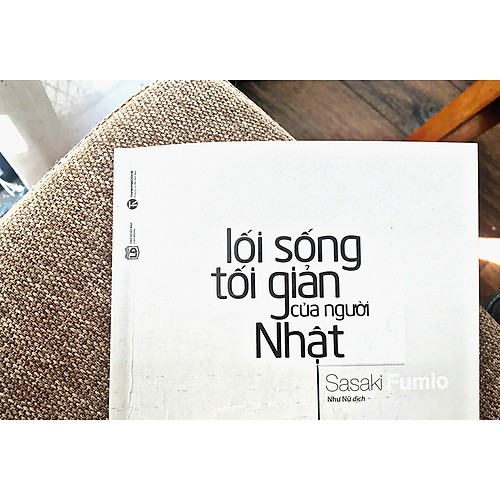 lối sống
tối giản
của người
Nhật
Sasaki Fumio
Như Nữ dịch